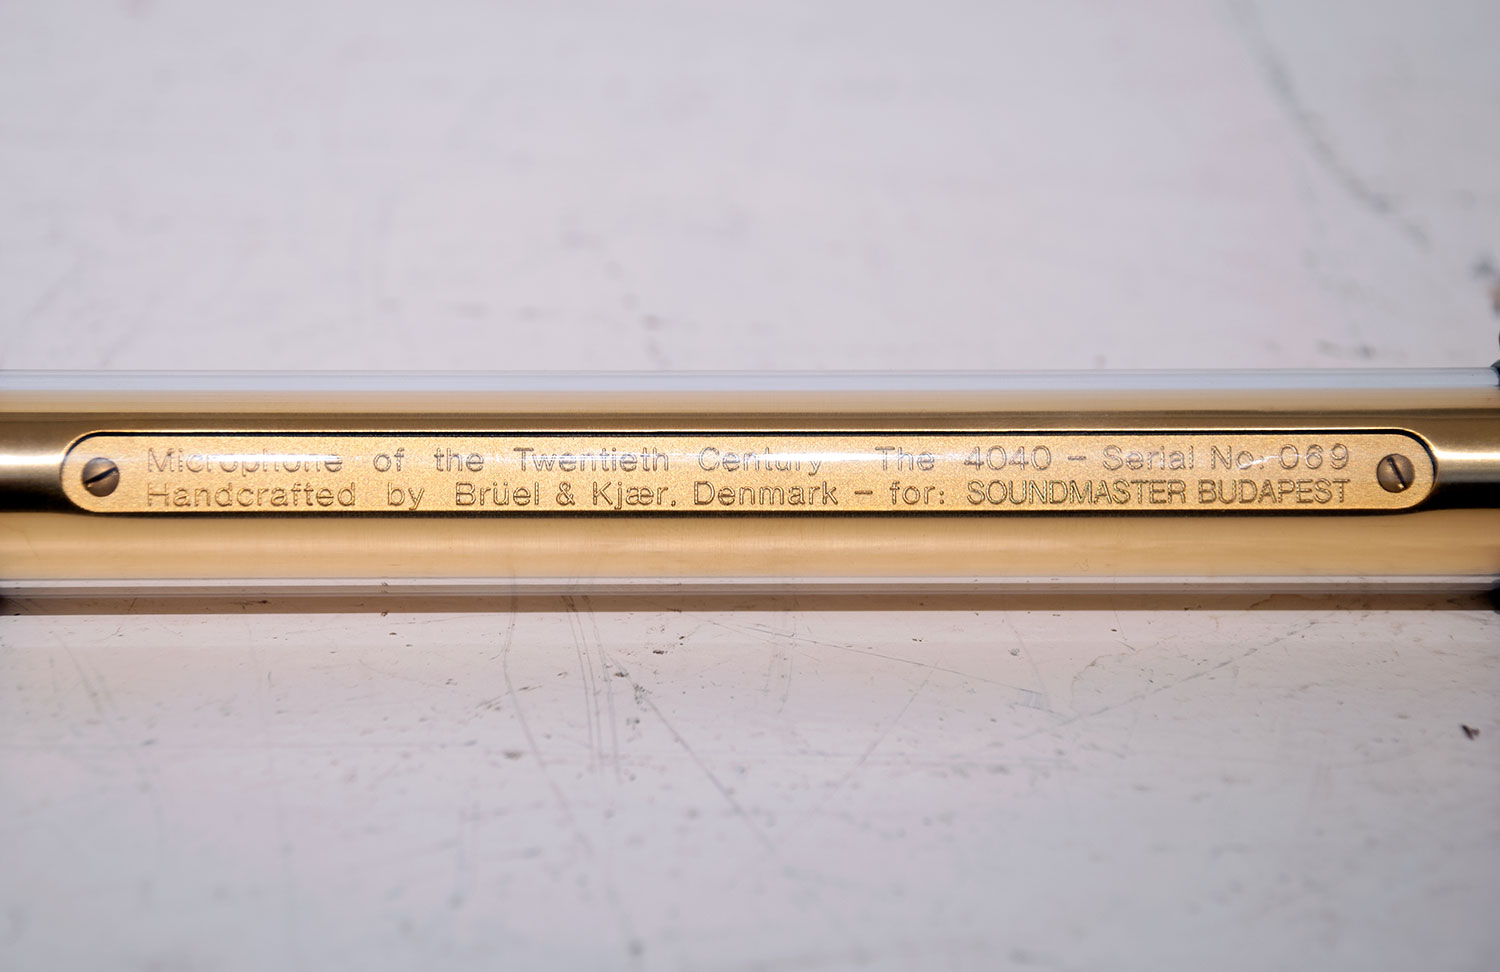 Microphone of the Twentieth Century The 4040 – Serial No. 069
Handcrafted by Brüel & Kjær, Denmark – for: SOUNDMASTER BUDAPEST